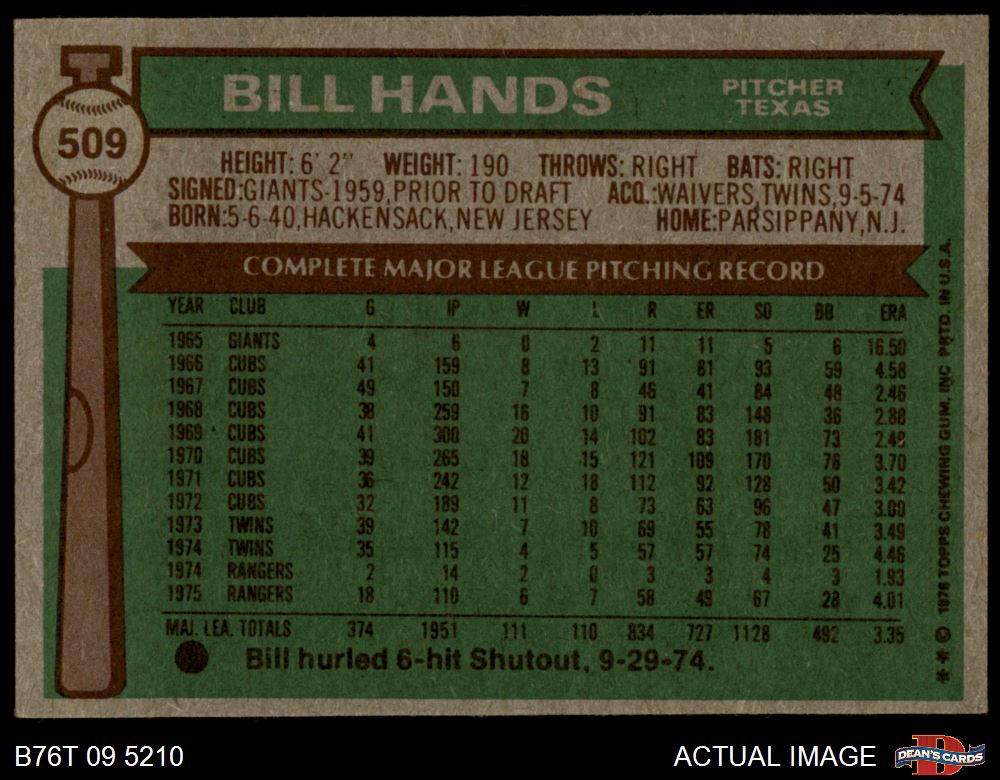 BILL HANDS
PITCHER
TEXAS
509
HEIGHT: 6' 2" WEIGHT: 190 THROWS: RIGHT BATS: RIGHT
SIGNED:GIANTS-1959,PRIOR TO DRAFT ACQ.:WAIVERS,TWINS,9-5-74
BORN:5-6-40,HACKENSACK,NEW JERSEY HOME:PARSIPPANY,N.J.
COMPLETE MAJOR LEAGUE PITCHING RECORD
YEAR CLUB G IP W L R ER SO BB ERA
1965 GIANTS 4 6 0 2 11 11 5 6 16.50
1966 CUBS 41 159 8 13 91 81 93 59 4.58
1967 CUBS 49 150 7 8 46 41 84 48 2.46
1968 CUBS 38 259 16 10 91 83 148 36 2.88
1969 CUBS 41 300 20 14 102 83 181 73 2.49
1970 CUBS 39 265 18 15 121 109 170 76 3.70
1971 CUBS 36 242 12 18 112 92 128 50 3.42
1972 CUBS 32 189 11 8 73 63 96 47 3.00
1973 TWINS 39 142 7 10 69 55 78 41 3.49
1974 TWINS 35 115 4 5 57 57 74 25 4.46
1974 RANGERS 2 14 2 0 3 3 4 3 1.93
1975 RANGERS 18 110 6 7 58 49 67 28 4.01
MAJ. LEA. TOTALS 374 1951 111 110 834 727 1128 492 3.35
Bill hurled 6-hit Shutout, 9-29-74.
** © 1976 TOPPS CHEWING GUM, INC PRTD. IN U.S.A.
B76T 09 5210
ACTUAL IMAGE
D
DEAN'S CARDS